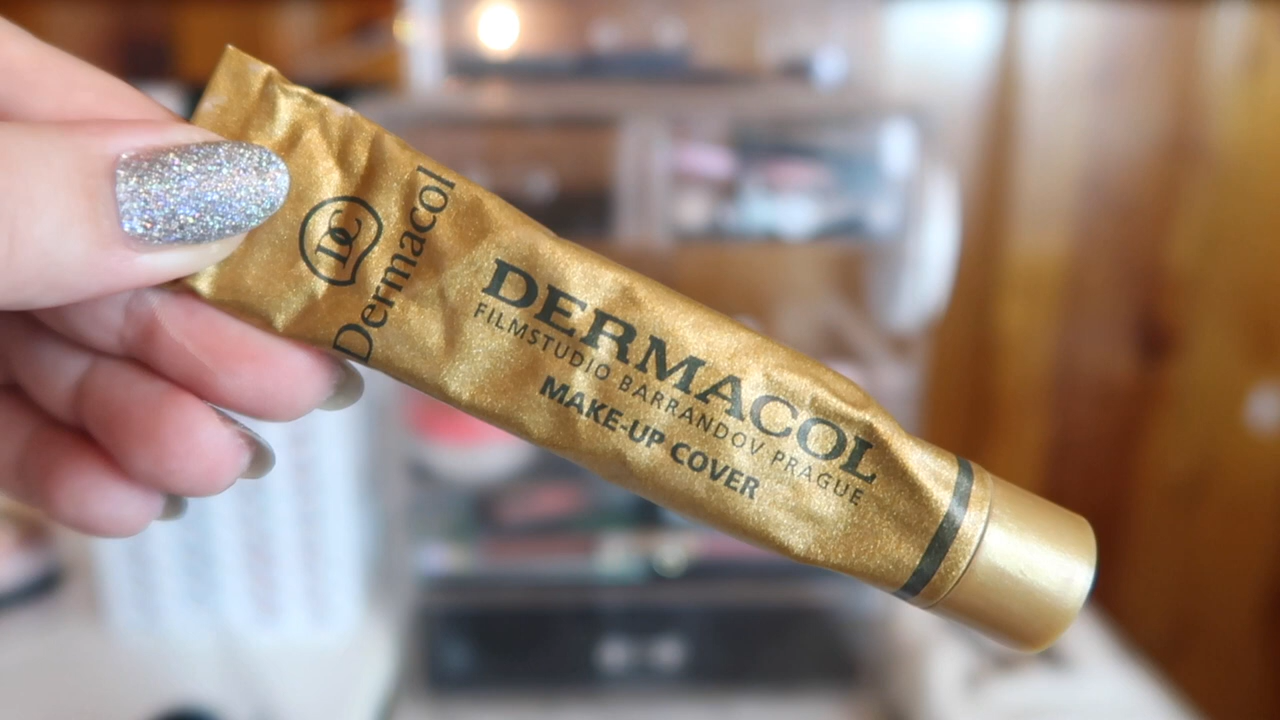 DC
Dermacol
DERMACOL
FILMSTUDIO BARRANDOV PRAGUE
MAKE-UP COVER